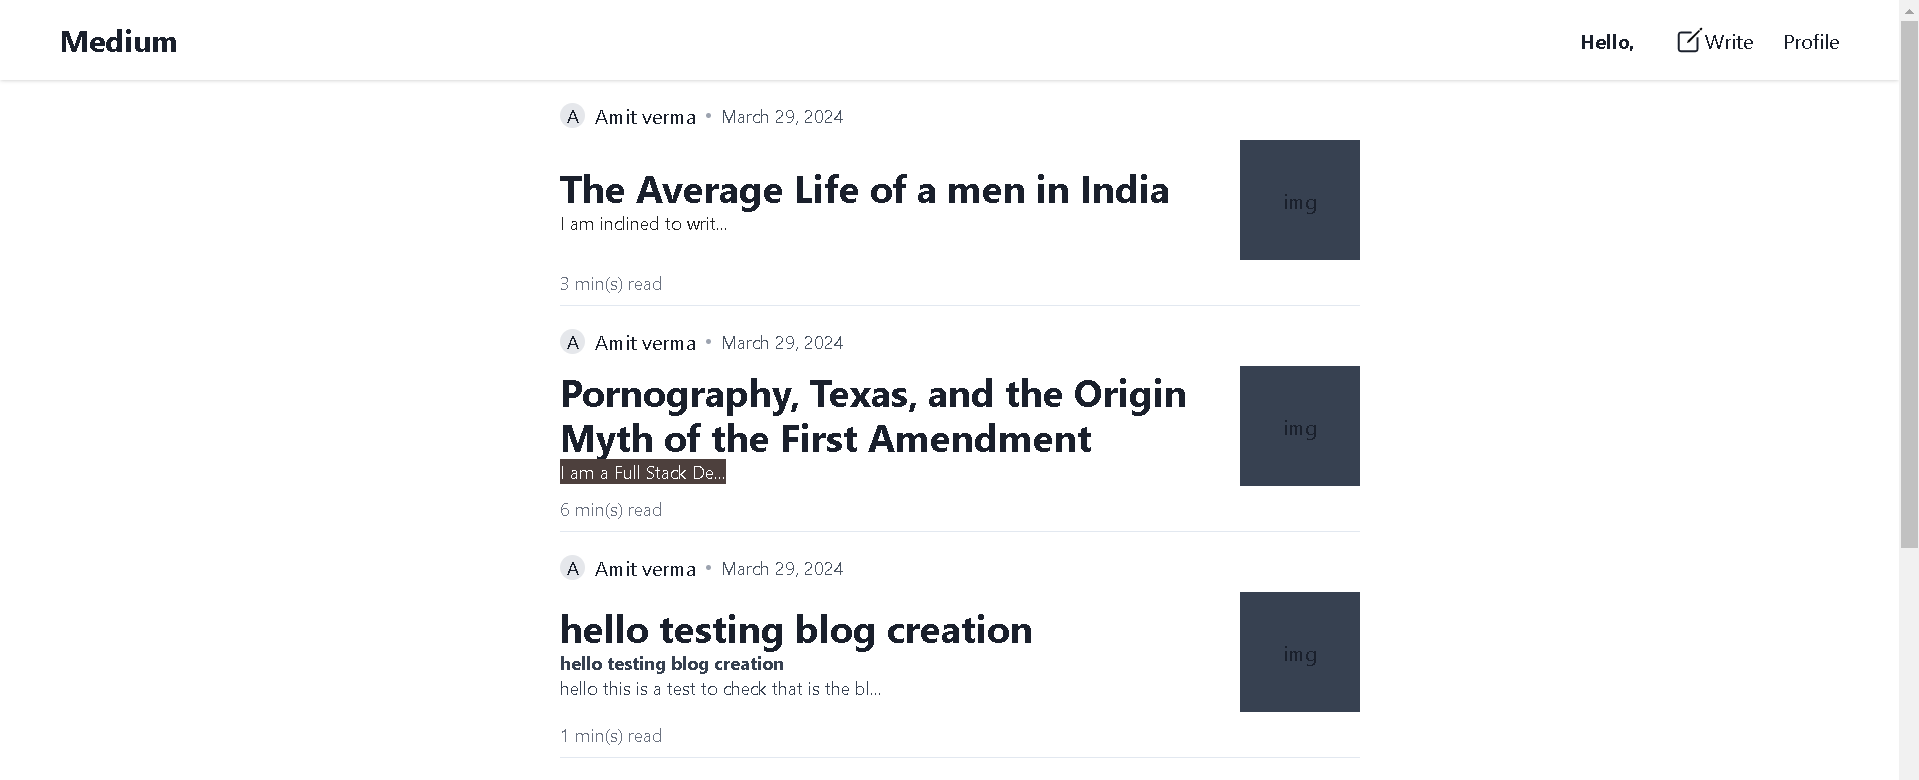 Medium
Hello,
Write
Profile
A Amit verma • March 29, 2024
The Average Life of a men in India
I am inclined to writ...
img
3 min(s) read
A Amit verma • March 29, 2024
Pornography, Texas, and the Origin
Myth of the First Amendment
I am a Full Stack De...
img
6 min(s) read
A Amit verma • March 29, 2024
hello testing blog creation
hello testing blog creation
hello this is a test to check that is the bl...
img
1 min(s) read